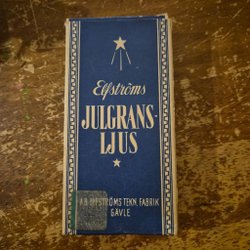 Elfströms
JULGRANS-
LJUS
A.B. ELFSTRÖMS TEKN. FABRIK
GÄVLE